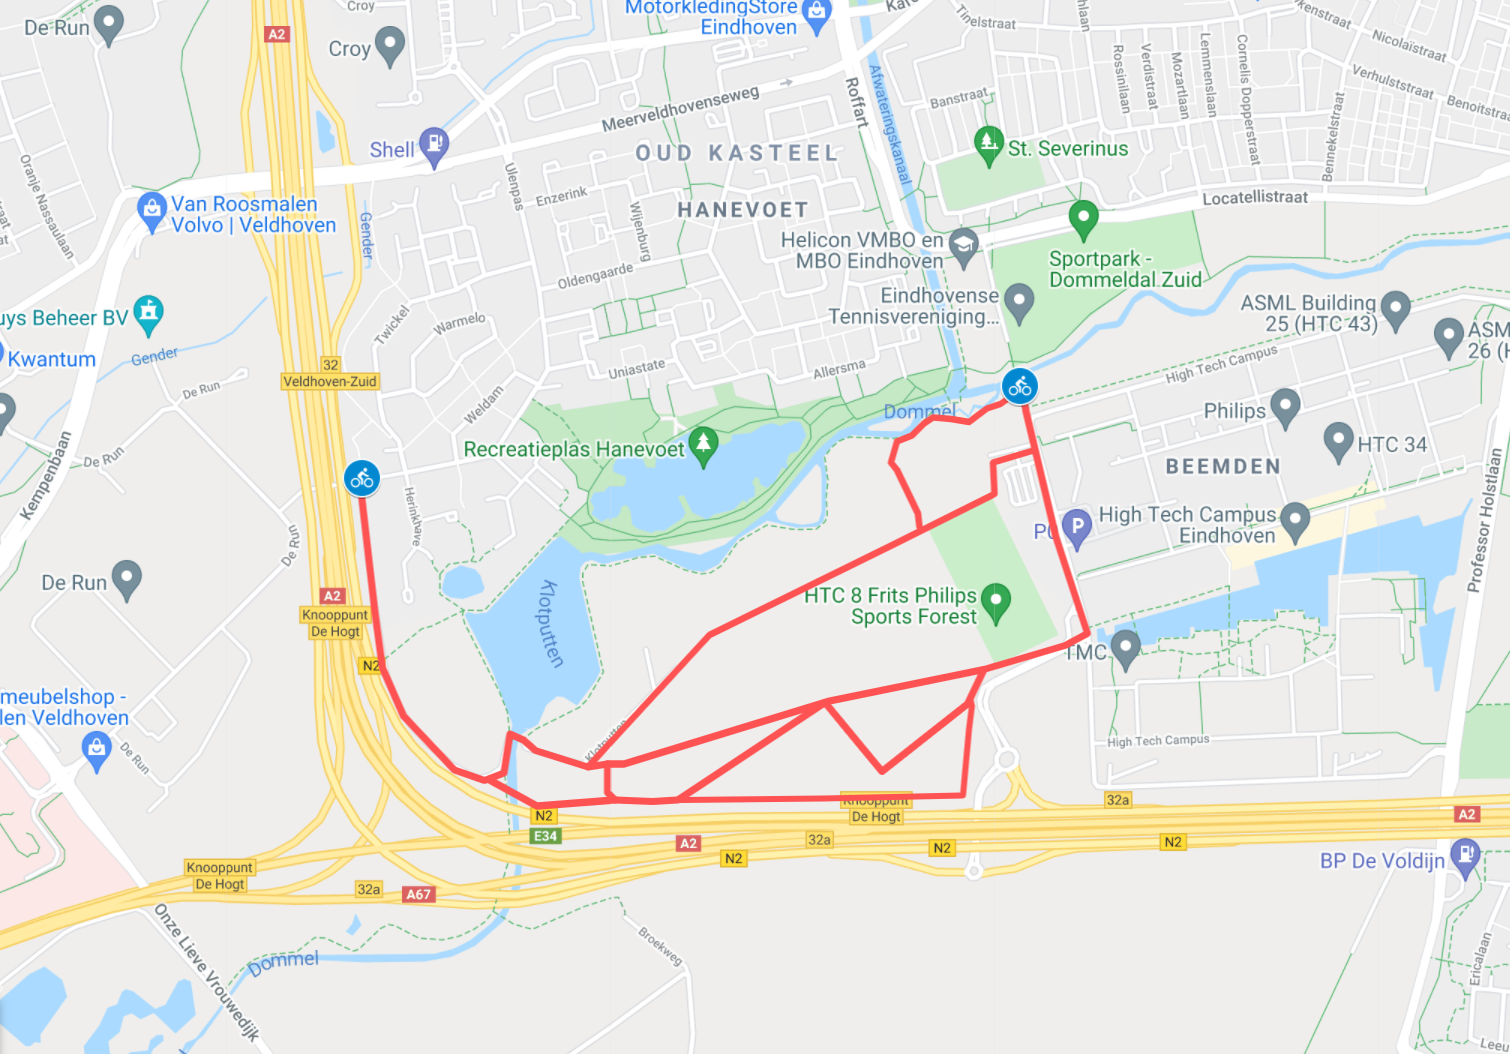 Croy
MotorkledingStore
Eindhoven
Tinelstraat
Nicolaïstraat
De Run
A2
Croy
Roffart
Afwateringskanaal
Rossinilaan
Verdistraat
Mozartlaan
Lemmenslaan
Cornelis Dopperstraat
Verhulststraat
Benoitstraat
Bennekelstraat
Banstraat
Meerveldhovenseweg
Shell
OUD KASTEEL
St. Severinus
Oranje Nassaulaan
Van Roosmalen
Volvo | Veldhoven
Gender
Ulenpas
Enzerink
Wijenburg
HANEVOET
Locatellistraat
Helicon VMBO en
MBO Eindhoven
Sportpark -
Dommeldal Zuid
Oldengaarde
Eindhovense
Tennisvereniging...
ASML Building
25 (HTC 43)
uys Beheer BV
Twickel
Warmelo
Kwantum
Gender
32
Veldhoven-Zuid
Uniastate
Allersma
High Tech Campus
De Run
Weldam
Dommel
Philips
HTC 34
Recreatieplas Hanevoet
BEEMDEN
Kempenbaan
De Run
Herinkhave
High Tech Campus
Eindhoven
Professor Holstlaan
De Run
De Run
A2
Knooppunt
De Hogt
Klotputten
HTC 8 Frits Philips
Sports Forest
TMC
N2
meubelshop -
len Veldhoven
De Run
Klotputten
High Tech Campus
Knooppunt
De Hogt
32a
N2
E34
A2
N2
32a
N2
N2
A2
Knooppunt
De Hogt
32a
A67
BP De Voldijn
Onze Lieve Vrouwedijk
Dommel
Broekweg
Ericalaan